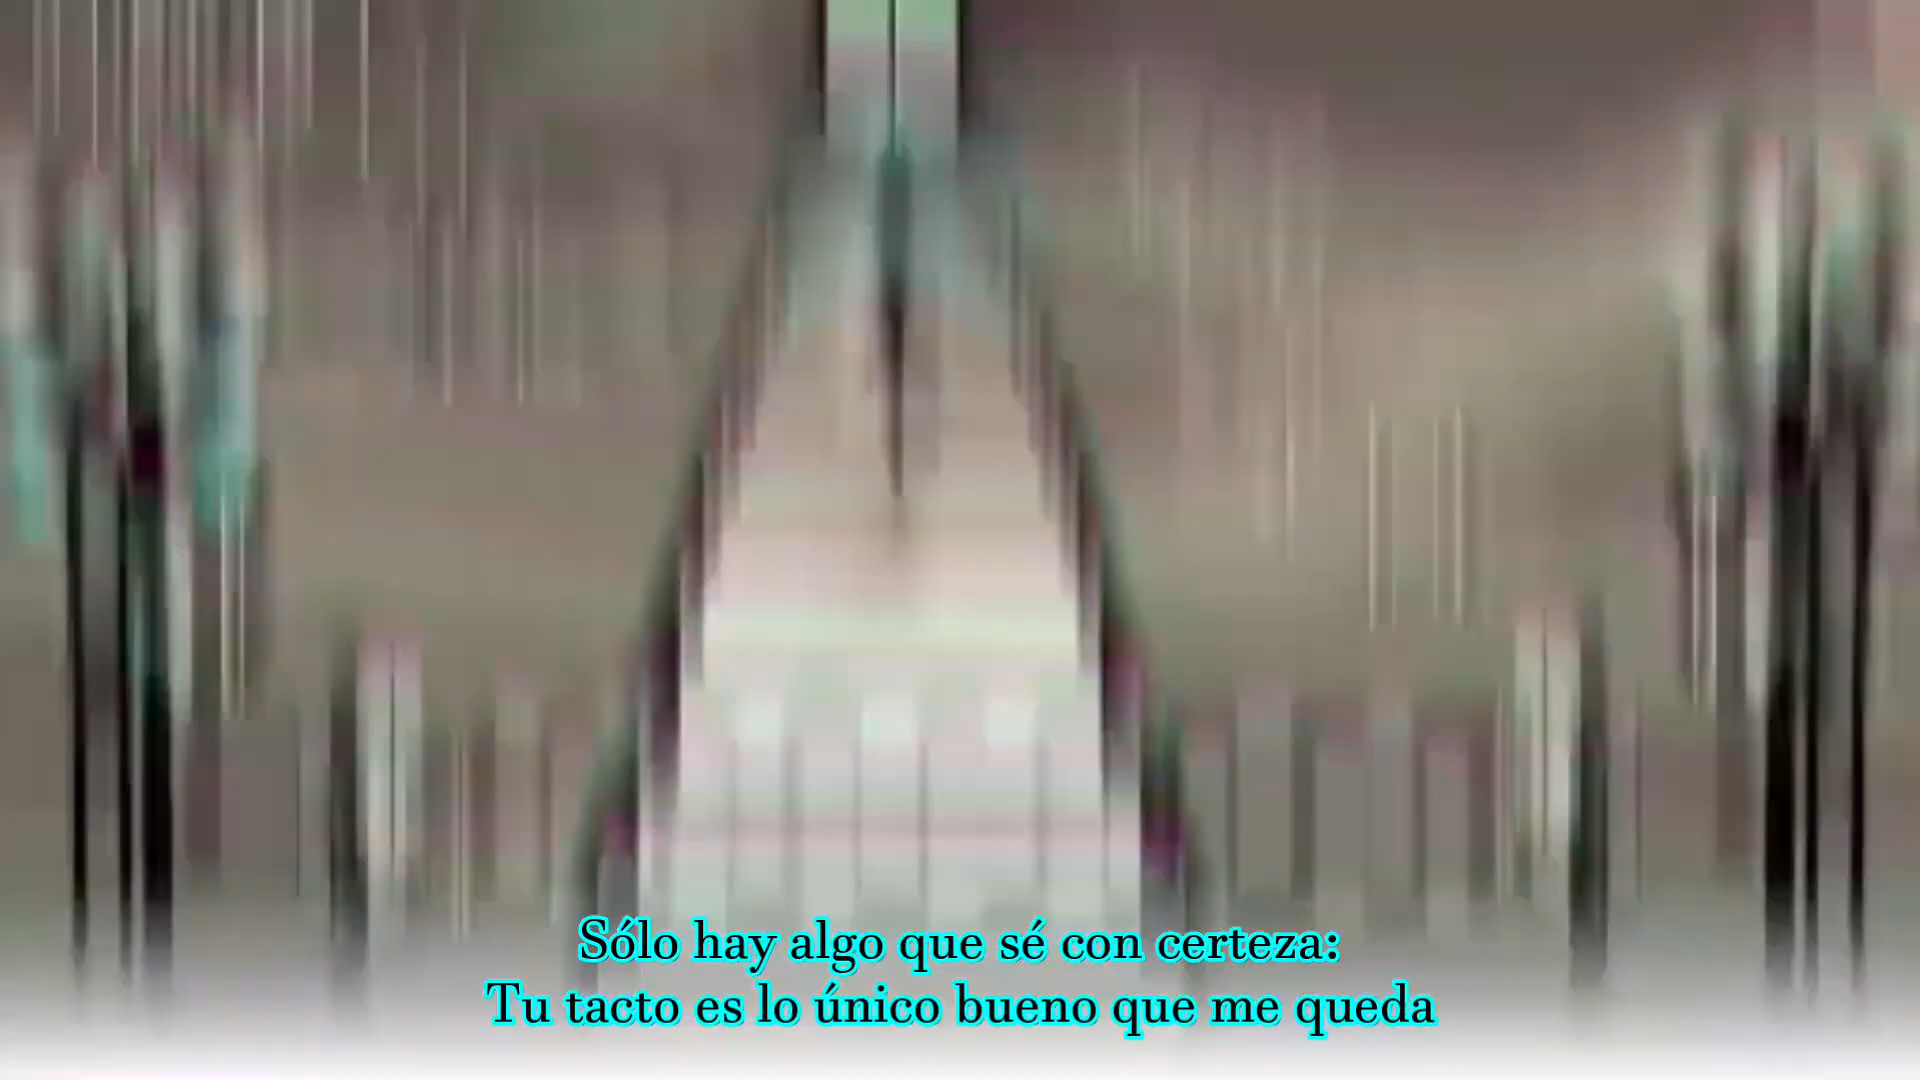 Sólo hay algo que sé con certeza:
Tu tacto es lo único bueno que me queda